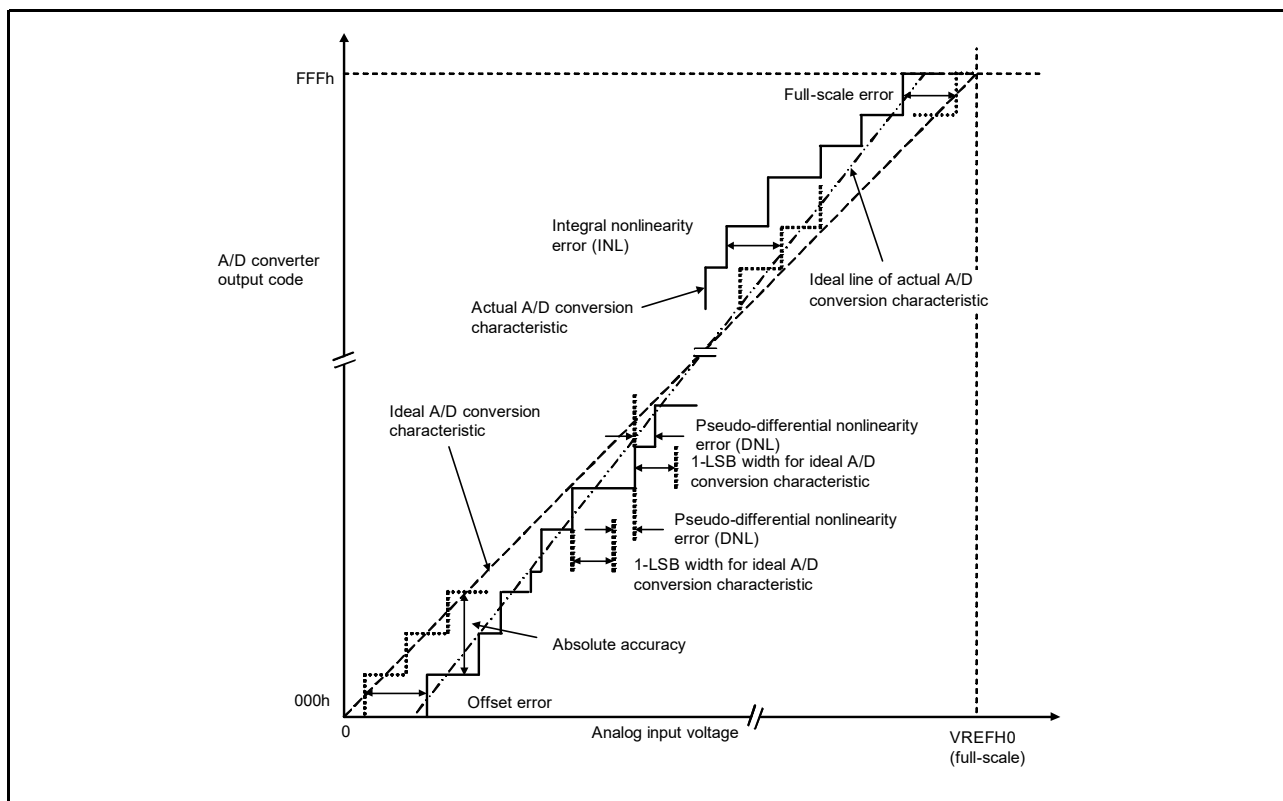 FFFh
Full-scale error
Integral nonlinearity
error (INL)
A/D converter
output code
Ideal line of actual A/D
conversion characteristic
Actual A/D conversion
characteristic
Ideal A/D conversion
characteristic
Pseudo-differential nonlinearity
error (DNL)
1-LSB width for ideal A/D
conversion characteristic
Pseudo-differential nonlinearity
error (DNL)
1-LSB width for ideal A/D
conversion characteristic
Absolute accuracy
000h
Offset error
0
Analog input voltage
VREFH0
(full-scale)